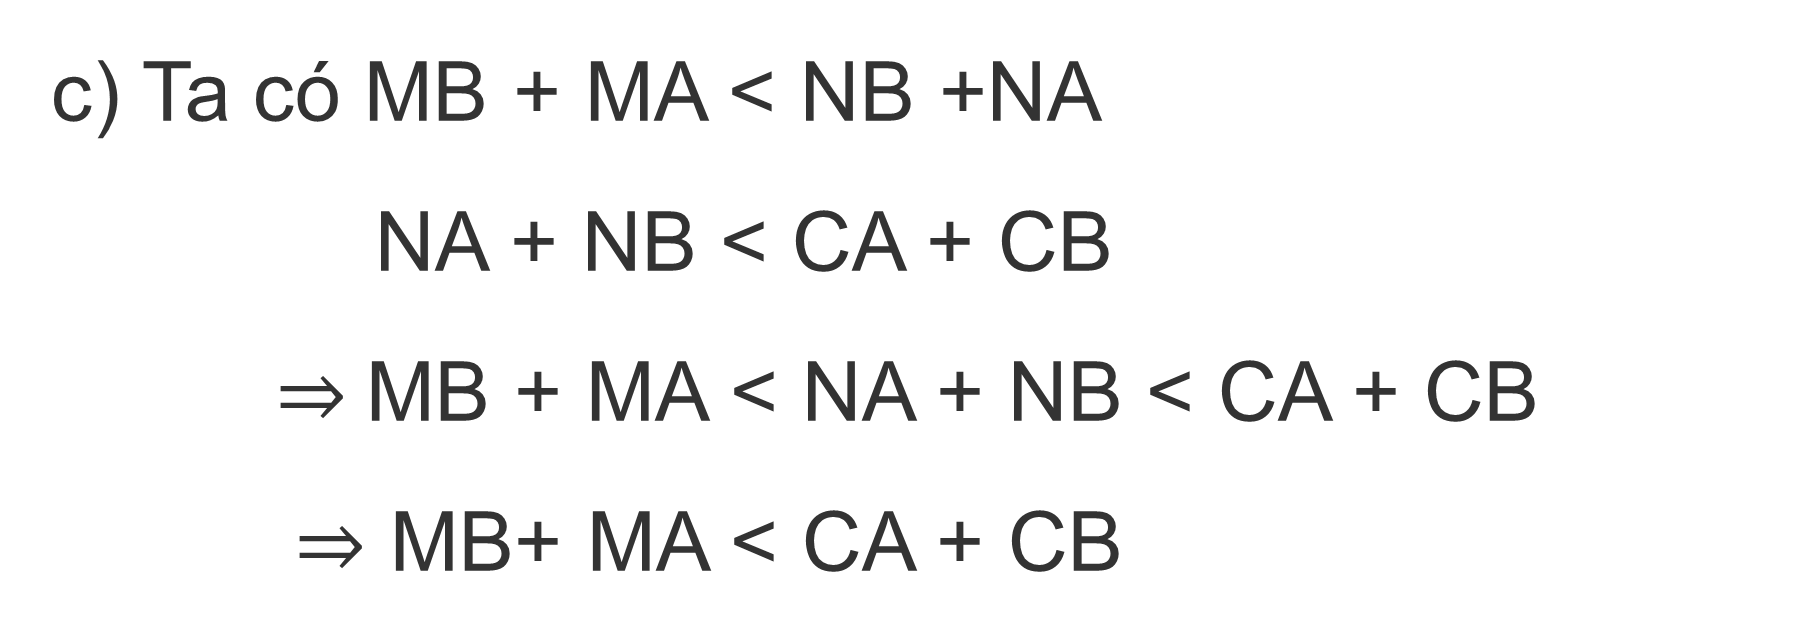 c) Ta có MB + MA < NB +NA
NA + NB < CA + CB
⇒ MB + MA < NA + NB < CA + CB
⇒ MB+ MA < CA + CB